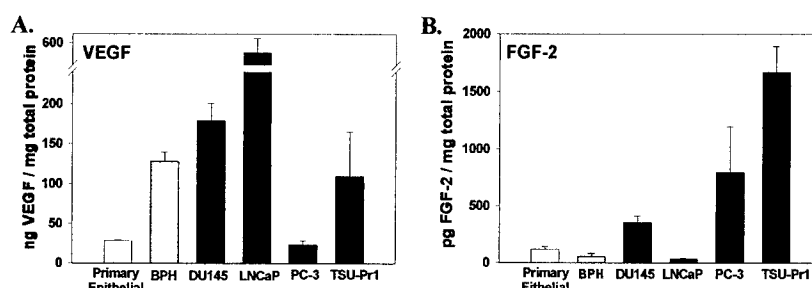 A.
VEGF
ng VEGF / mg total protein
600
200
150
100
50
0
Primary
Epithelial
BPH
DU145
LNCaP
PC-3
TSU-Pr1
B.
FGF-2
pg FGF-2 / mg total protein
2000
1500
1000
500
0
Primary
Eithelial
BPH
DU145
LNCaP
PC-3
TSU-Pr1